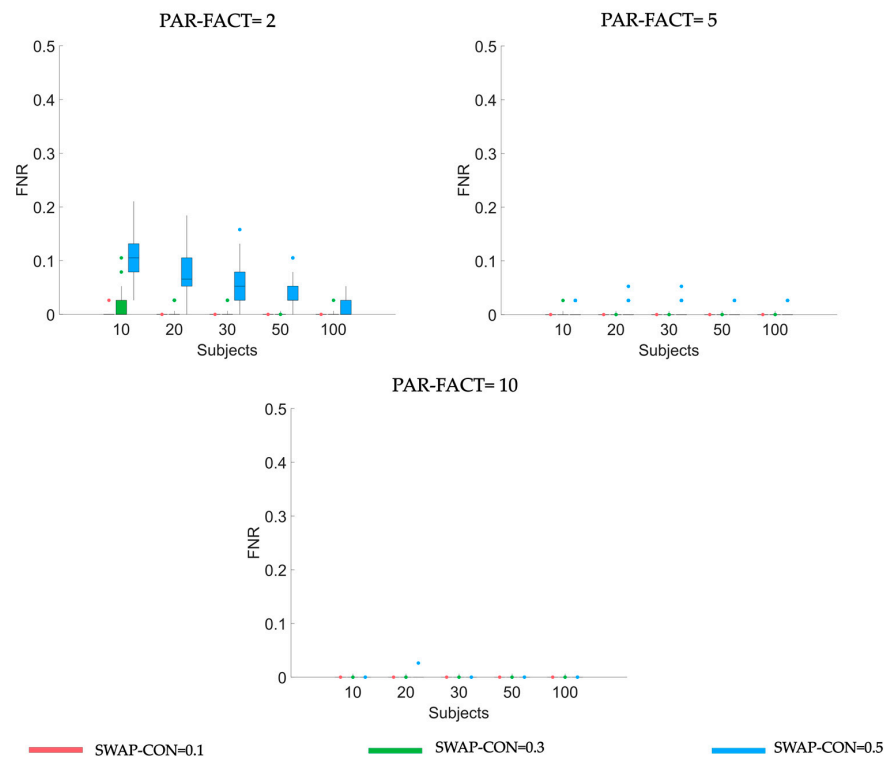 PAR-FACT= 2
0.5
0.4
0.3
0.2
0.1
0
FNR
10 20 30 50 100
Subjects
PAR-FACT= 5
0.5
0.4
0.3
0.2
0.1
0
FNR
10 20 30 50 100
Subjects
PAR-FACT= 10
0.5
0.4
0.3
0.2
0.1
0
FNR
10 20 30 50 100
Subjects
SWAP-CON=0.1 SWAP-CON=0.3 SWAP-CON=0.5